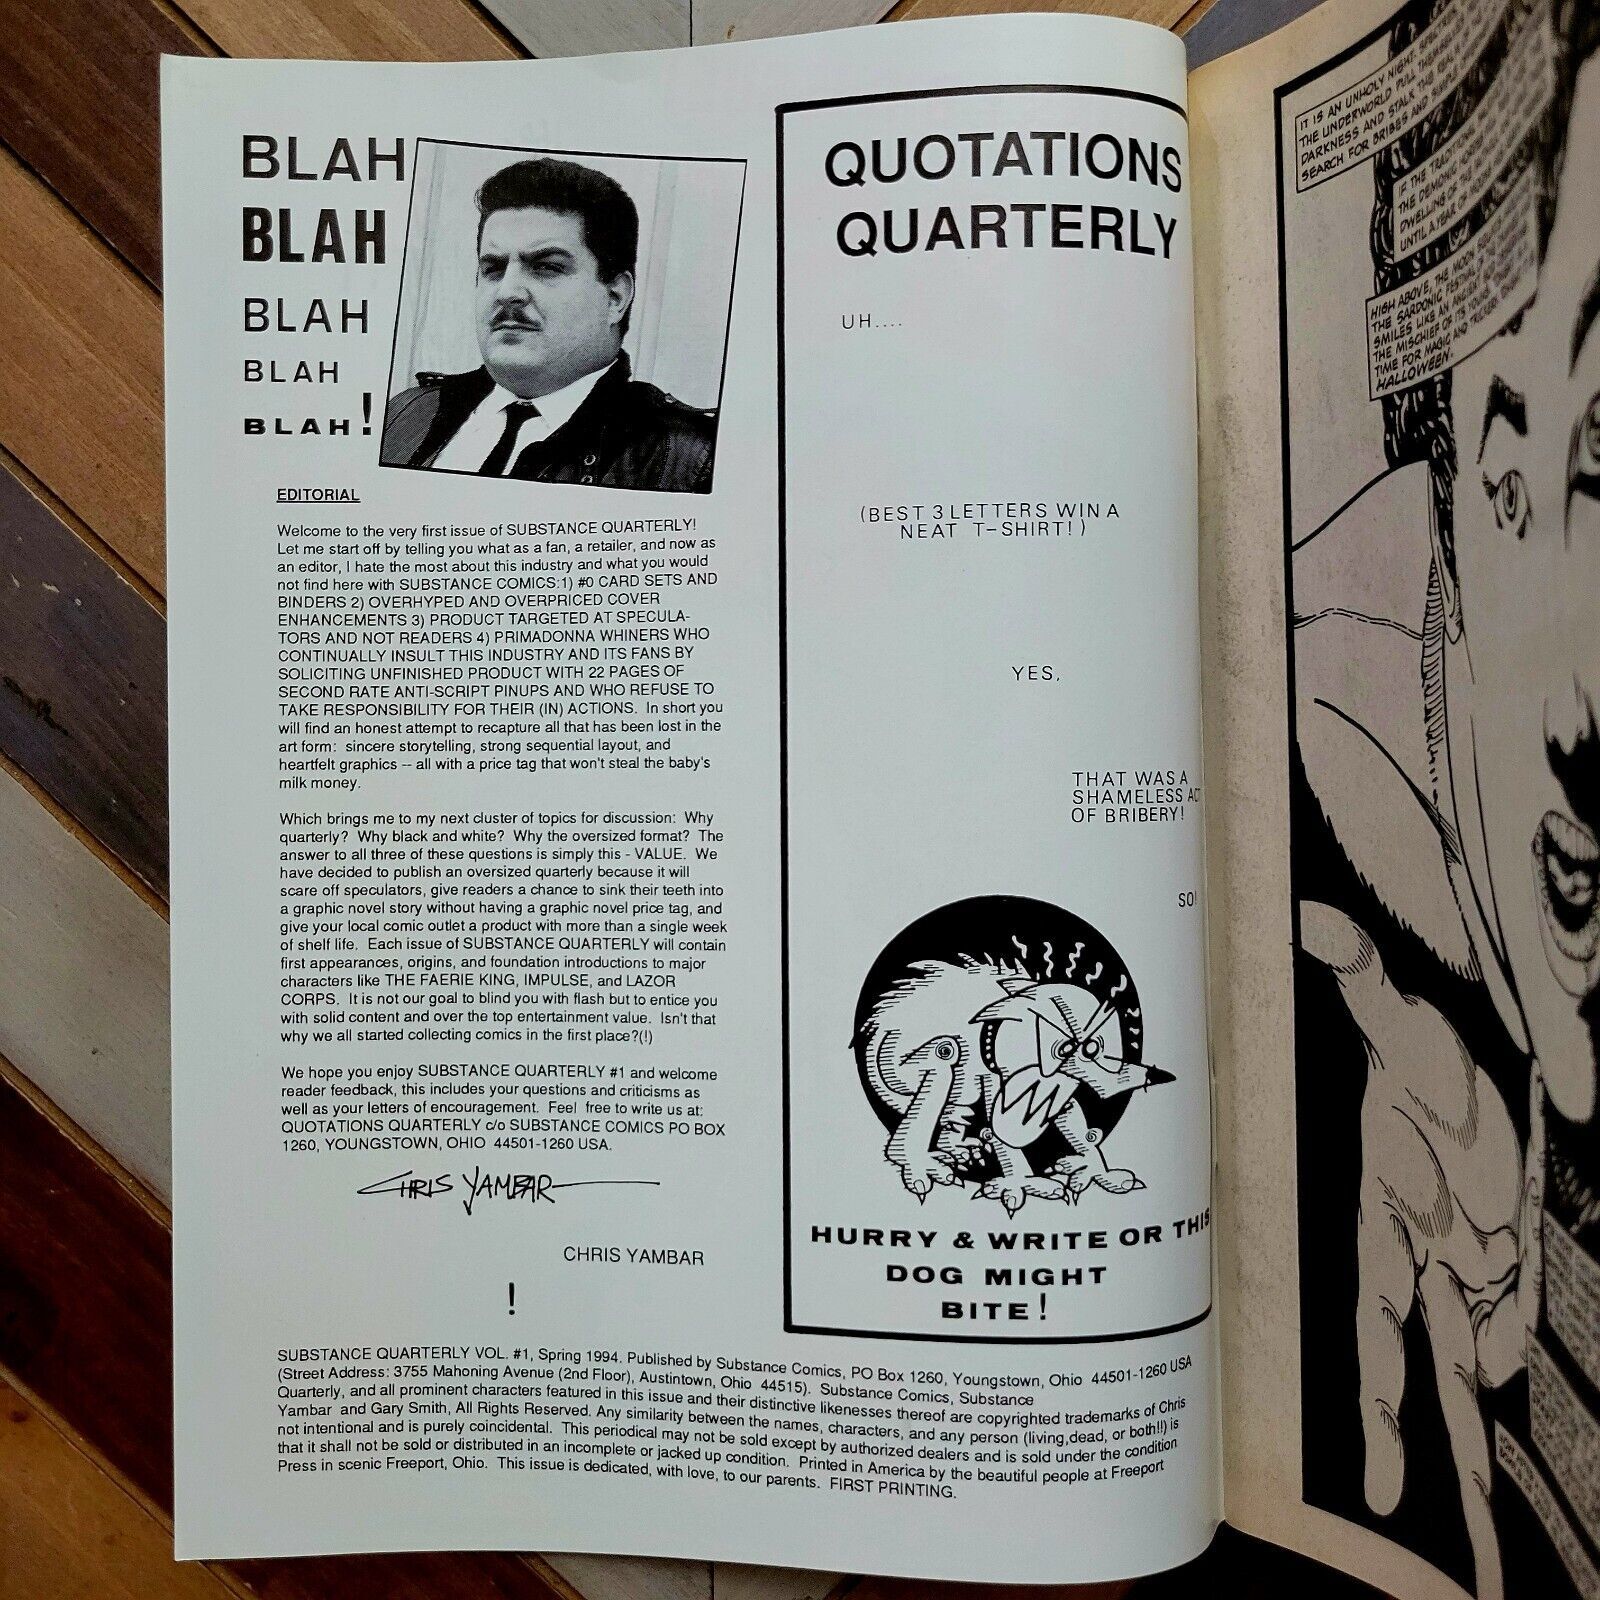 BLAH
BLAH
BLAH
BLAH
BLAH!
EDITORIAL
Welcome to the very first issue of SUBSTANCE QUARTERLY!
Let me start off by telling you what as a fan, a retailer, and now as
an editor, I hate the most about this industry and what you would
not find here with SUBSTANCE COMICS:1) #0 CARD SETS AND
BINDERS 2) OVERHYPED AND OVERPRICED COVER
ENHANCEMENTS 3) PRODUCT TARGETED AT SPECULA-
TORS AND NOT READERS 4) PRIMADONNA WHINERS WHO
CONTINUALLY INSULT THIS INDUSTRY AND ITS FANS BY
SOLICITING UNFINISHED PRODUCT WITH 22 PAGES OF
SECOND RATE ANTI-SCRIPT PINUPS AND WHO REFUSE TO
TAKE RESPONSIBILITY FOR THEIR (IN) ACTIONS. In short you
will find an honest attempt to recapture all that has been lost in the
art form: sincere storytelling, strong sequential layout, and
heartfelt graphics -- all with a price tag that won't steal the baby's
milk money.
Which brings me to my next cluster of topics for discussion: Why
quarterly? Why black and white? Why the oversized format? The
answer to all three of these questions is simply this - VALUE. We
have decided to publish an oversized quarterly because it will
scare off speculators, give readers a chance to sink their teeth into
a graphic novel story without having a graphic novel price tag, and
give your local comic outlet a product with more than a single week
of shelf life. Each issue of SUBSTANCE QUARTERLY will contain
first appearances, origins, and foundation introductions to major
characters like THE FAERIE KING, IMPULSE, and LAZOR
CORPS. It is not our goal to blind you with flash but to entice you
with solid content and over the top entertainment value. Isn't that
why we all started collecting comics in the first place?(!)
We hope you enjoy SUBSTANCE QUARTERLY #1 and welcome
reader feedback, this includes your questions and criticisms as
well as your letters of encouragement. Feel free to write us at:
QUOTATIONS QUARTERLY c/o SUBSTANCE COMICS PO BOX
1260, YOUNGSTOWN, OHIO 44501-1260 USA.
CHRIS YAMBAR
CHRIS YAMBAR
!
QUOTATIONS
QUARTERLY
UH....
(BEST 3 LETTERS WIN A
NEAT T-SHIRT!)
YES,
THAT WAS A
SHAMELESS ACT
OF BRIBERY!
SO!
HURRY & WRITE OR THIS
DOG MIGHT
BITE!
SUBSTANCE QUARTERLY VOL. #1, Spring 1994. Published by Substance Comics, PO Box 1260, Youngstown, Ohio 44501-1260 USA
(Street Address: 3755 Mahoning Avenue (2nd Floor), Austintown, Ohio 44515). Substance Comics, Substance
Quarterly, and all prominent characters featured in this issue and their distinctive likenesses thereof are copyrighted trademarks of Chris
Yambar and Gary Smith, All Rights Reserved. Any similarity between the names, characters, and any person (living,dead, or both!!) is
not intentional and is purely coincidental. This periodical may not be sold except by authorized dealers and is sold under the condition
that it shall not be sold or distributed in an incomplete or jacked up condition. Printed in America by the beautiful people at Freeport
Press in scenic Freeport, Ohio. This issue is dedicated, with love, to our parents. FIRST PRINTING.
IT IS AN UNHOLY NIGHT.
THE UNDERWORLD PULL
DARKNESS AND STALK THE
SEARCH FOR BRIBES AND
IF THE
THE DEMONIC
DWELLING OF THE
UNTIL A YEAR OF
HIGH ABOVE, THE MOON
THE SARDONIC
SMILES LIKE AN ANCIENT
THE MISCHIEF OF ITS YOUNGER
TIME FOR MAGIC AND
HALLOWEEN.